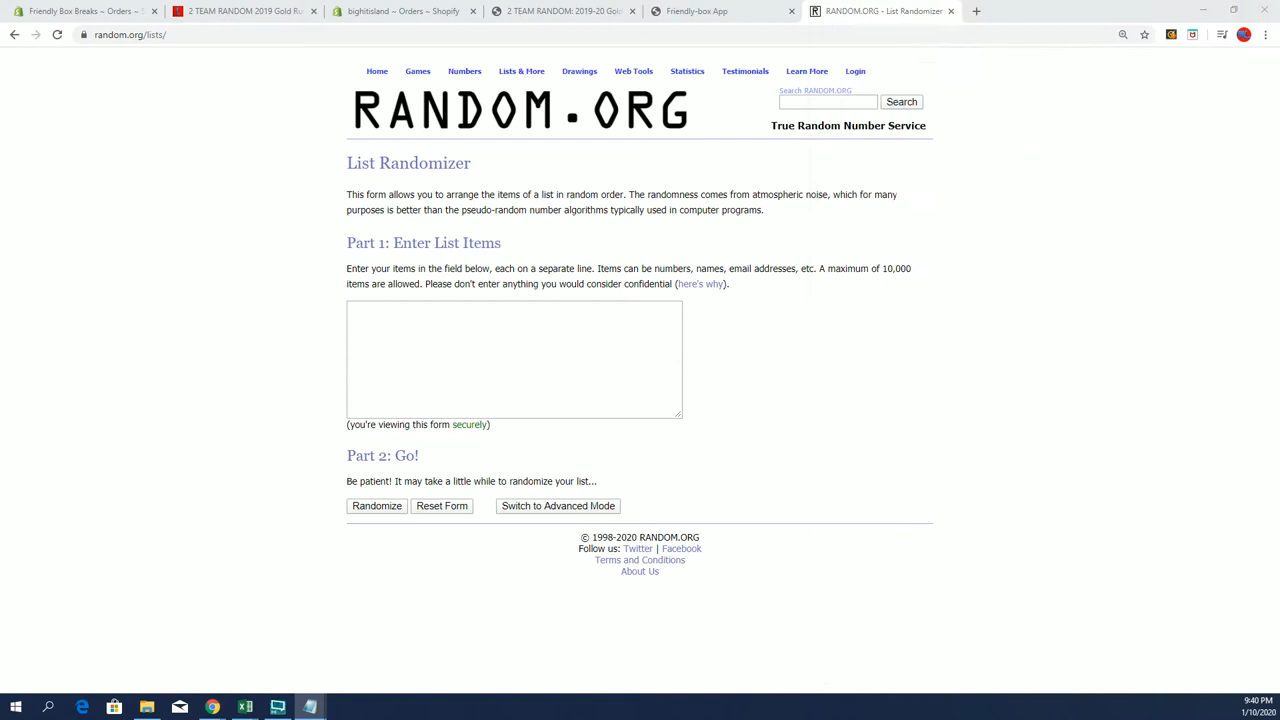 Friendly Box Breaks ~ S
2 TEAM RANDOM 2019 Gold Ru
bighitisland ~ Orders ~ Shopify
2 TEAM RANDOM: 2019-20 Gold
Friendly-box App
RANDOM.ORG - List Randomizer
random.org/lists/
Home Games Numbers Lists & More Drawings Web Tools Statistics Testimonials Learn More Login
RANDOM.ORG
Search RANDOM.ORG
Search
True Random Number Service
List Randomizer
This form allows you to arrange the items of a list in random order. The randomness comes from atmospheric noise, which for many
purposes is better than the pseudo-random number algorithms typically used in computer programs.
Part 1: Enter List Items
Enter your items in the field below, each on a separate line. Items can be numbers, names, email addresses, etc. A maximum of 10,000
items are allowed. Please don't enter anything you would consider confidential (here's why).
(you're viewing this form securely)
Part 2: Go!
Be patient! It may take a little while to randomize your list...
Randomize Reset Form Switch to Advanced Mode
© 1998-2020 RANDOM.ORG
Follow us: Twitter | Facebook
Terms and Conditions
About Us
9:40 PM
1/10/2020